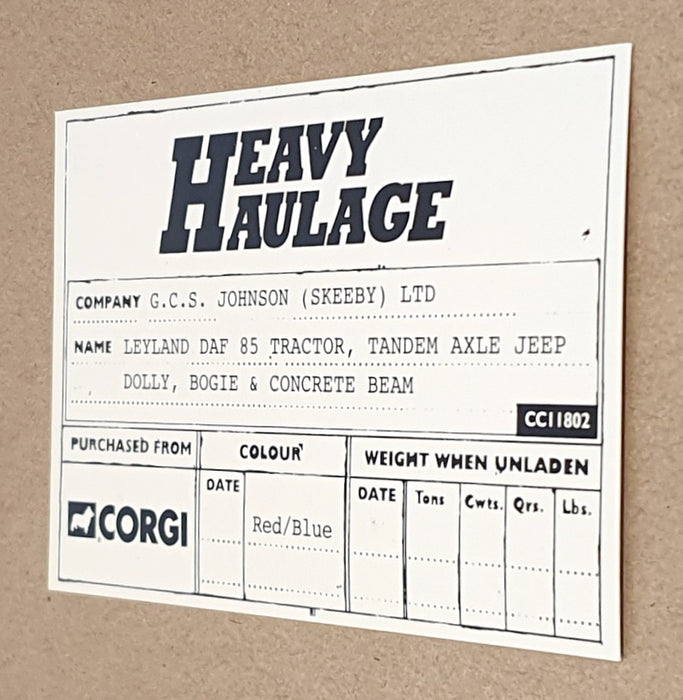 HEAVY
HAULAGE
COMPANY G.C.S. JOHNSON (SKEEBY) LTD
NAME LEYLAND DAF 85 TRACTOR, TANDEM AXLE JEEP
DOLLY, BOGIE & CONCRETE BEAM
CC11802
PURCHASED FROM COLOUR WEIGHT WHEN UNLADEN
DATE DATE Tons Cwts. Qrs. Lbs.
CORGI Red/Blue